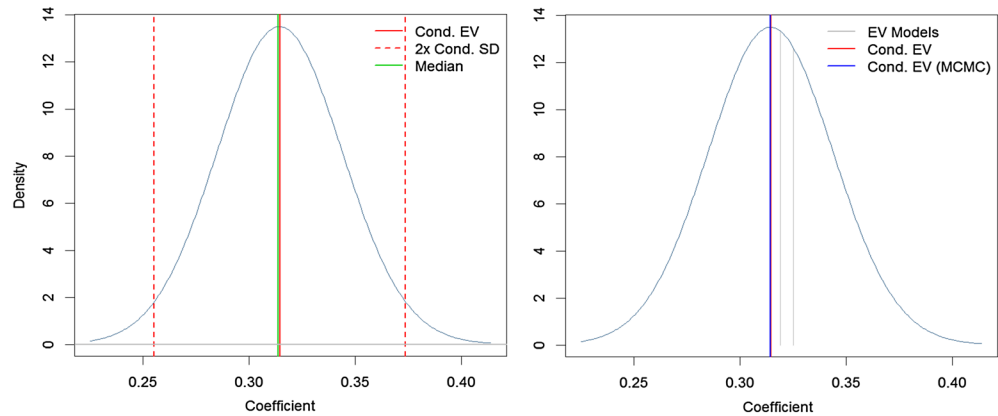 Cond. EV
2x Cond. SD
Median
14
12
10
8
6
4
2
0
Density
0.25 0.30 0.35 0.40
Coefficient
EV Models
Cond. EV
Cond. EV (MCMC)
14
12
10
8
6
4
2
0
0.25 0.30 0.35 0.40
Coefficient